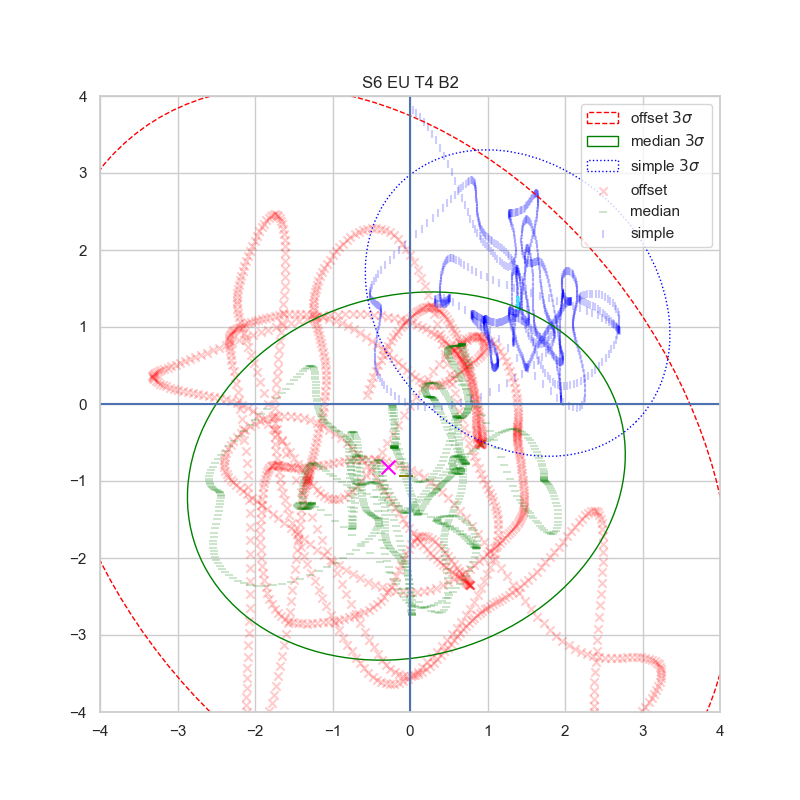 S6 EU T4 B2
offset 3σ
median 3σ
simple 3σ
offset
median
simple
4
3
2
1
0
−1
−2
−3
−4
−4 −3 −2 −1 0 1 2 3 4